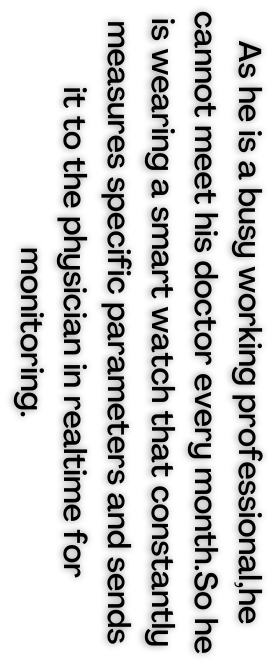 As he is a busy working professional,he
cannot meet his doctor every month.So he
is wearing a smart watch that constantly
measures specific parameters and sends
it to the physician in realtime for
monitoring.